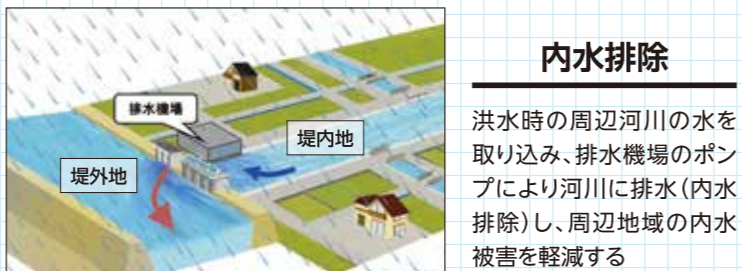 排水機場
堤内地
堤外地
内水排除
洪水時の周辺河川の水を
取り込み、排水機場のポン
プにより河川に排水(内水
排除)し、周辺地域の内水
被害を軽減する